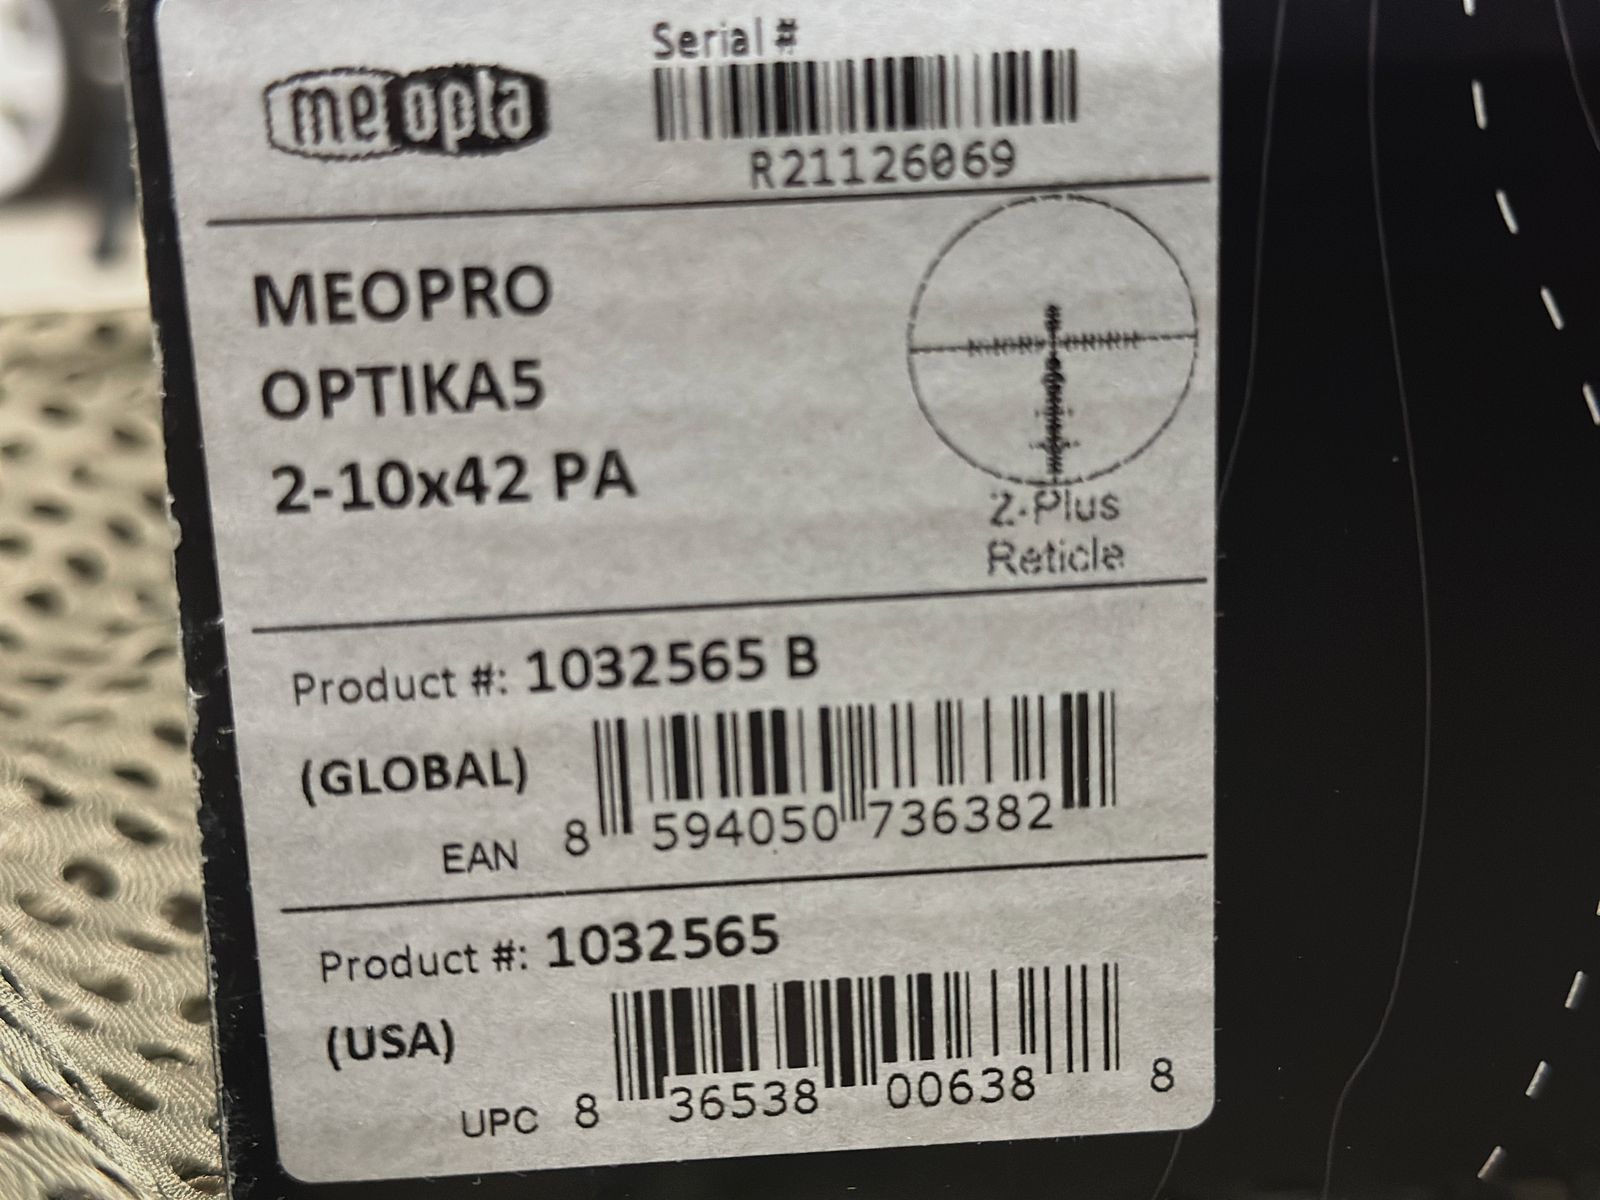 meopta
Serial #
R21126069
MEOPRO
OPTIKA5
2-10x42 PA
Z-Plus
Reticle
Product #: 1032565 B
(GLOBAL)
EAN 8 594050 736382
Product #: 1032565
(USA)
UPC 8 36538 00638 8